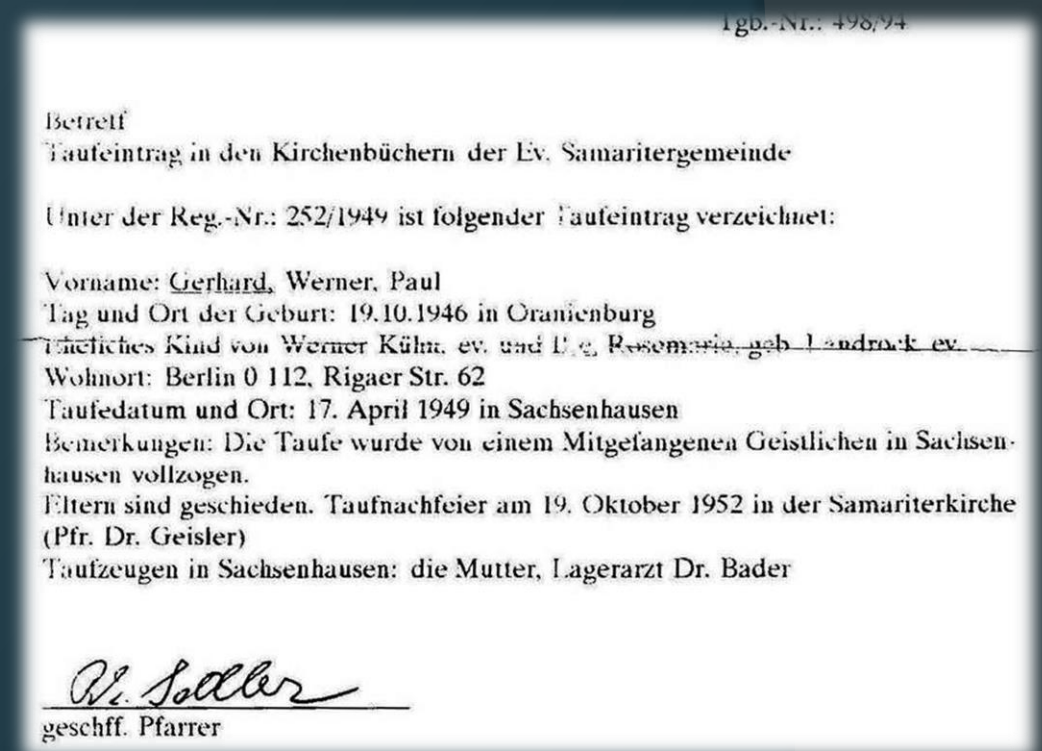 Tgb.-Nr.: 498/94
Betreff
Taufeintrag in den Kirchenbüchern der Ev. Samaritergemeinde
Unter der Reg.-Nr.: 252/1949 ist folgender Taufeintrag verzeichnet:
Vorname: Gerhard, Werner, Paul
Tag und Ort der Geburt: 19.10.1946 in Oranienburg
Kind von Werner Kühn, ev. und Rosemarie, geb. Landrock ev.
Wohnort: Berlin 0 112, Rigaer Str. 62
Taufedatum und Ort: 17. April 1949 in Sachsenhausen
Bemerkungen: Die Taufe wurde von einem Mitgefangenen Geistlichen in Sachsen-
hausen vollzogen.
Eltern sind geschieden. Taufnachfeier am 19. Oktober 1952 in der Samariterkirche
(Pfr. Dr. Geisler)
Taufzeugen in Sachsenhausen: die Mutter, Lagerarzt Dr. Bader
geschff. Pfarrer